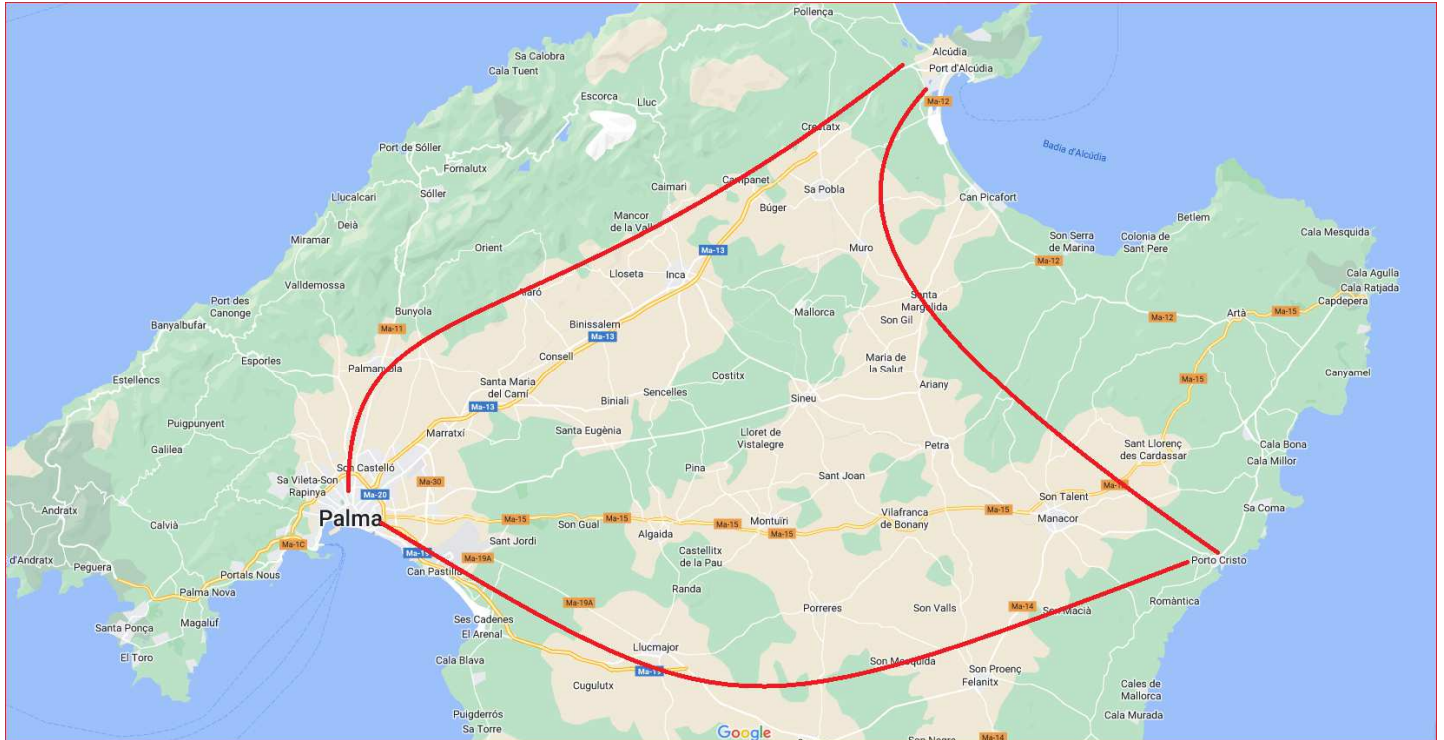 Pollença
Alcúdia
Port d'Alcúdia
Sa Calobra
Cala Tuent
Escorca
Lluc
Ma-12
Crestatx
Badia d'Alcúdia
Port de Sóller
Fornalutx
Sóller
Llucalcari
Caimari
Campanet
Sa Pobla
Búger
Can Picafort
Deià
Miramar
Mancor
de la Vall
Betlem
Cala Mesquida
Son Serra
de Marina
Colonia de
Sant Pere
Orient
Ma-13
Muro
Ma-12
Lloseta
Inca
Cala Agulla
Cala Ratjada
Capdepera
Valldemossa
Alaró
Santa
Margalida
Port des
Canonge
Bunyola
Mallorca
Son Gil
Ma-12
Artà
Ma-15
Banyalbufar
Ma-11
Binissalem
Ma-13
Esporles
Consell
Palmanyola
Maria de
la Salut
Canyamel
Estellencs
Santa Maria
del Camí
Costitx
Ariany
Ma-15
Sencelles
Biniali
Sineu
Ma-13
Puigpunyent
Marratxí
Santa Eugènia
Lloret de
Vistalegre
Petra
Sant Llorenç
des Cardassar
Cala Bona
Cala Millor
Galilea
Son Castelló
Pina
Sant Joan
Sa Vileta-Son
Rapinya
Ma-30
Ma-20
Son Talent
Andratx
Calvià
Palma
Ma-15
Son Gual
Ma-15
Ma-15
Montuïri
Ma-15
Vilafranca
de Bonany
Ma-15
Manacor
Sa Coma
Algaida
Sant Jordi
Ma-1C
Ma-19A
d'Andratx
Peguera
Portals Nous
Can Pastilla
Castellitx
de la Pau
Porto Cristo
Palma Nova
Randa
Santa Ponça
Magaluf
Ses Cadenes
El Arenal
Ma-19A
Porreres
Son Valls
Ma-14
Son Macià
Romàntica
El Toro
Cala Blava
Llucmajor
Son Mesquida
Son Proenç
Felanitx
Cugulutx
Cales de
Mallorca
Cala Murada
Puigderrós
Sa Torre
Google
Son Negre
Ma-14